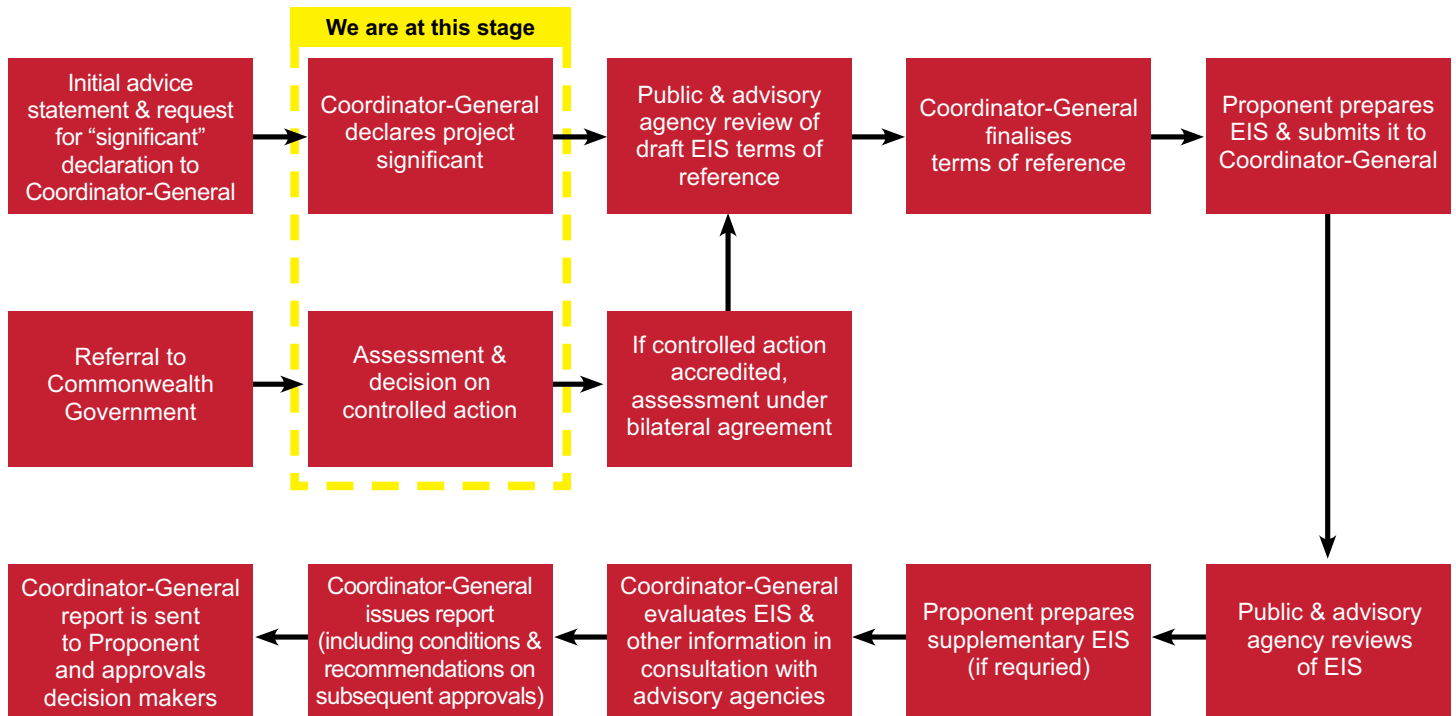 We are at this stage
Initial advice
statement & request
for “significant”
declaration to
Coordinator-General
Coordinator-General
declares project
significant
Public & advisory
agency review of
draft EIS terms of
reference
Coordinator-General
finalises
terms of reference
Proponent prepares
EIS & submits it to
Coordinator-General
Referral to
Commonwealth
Government
Assessment &
decision on
controlled action
If controlled action
accredited,
assessment under
bilateral agreement
Coordinator-General
report is sent
to Proponent
and approvals
decision makers
Coordinator-General
issues report
(including conditions &
recommendations on
subsequent approvals)
Coordinator-General
evaluates EIS &
other information in
consultation with
advisory agencies
Proponent prepares
supplementary EIS
(if requried)
Public & advisory
agency reviews
of EIS